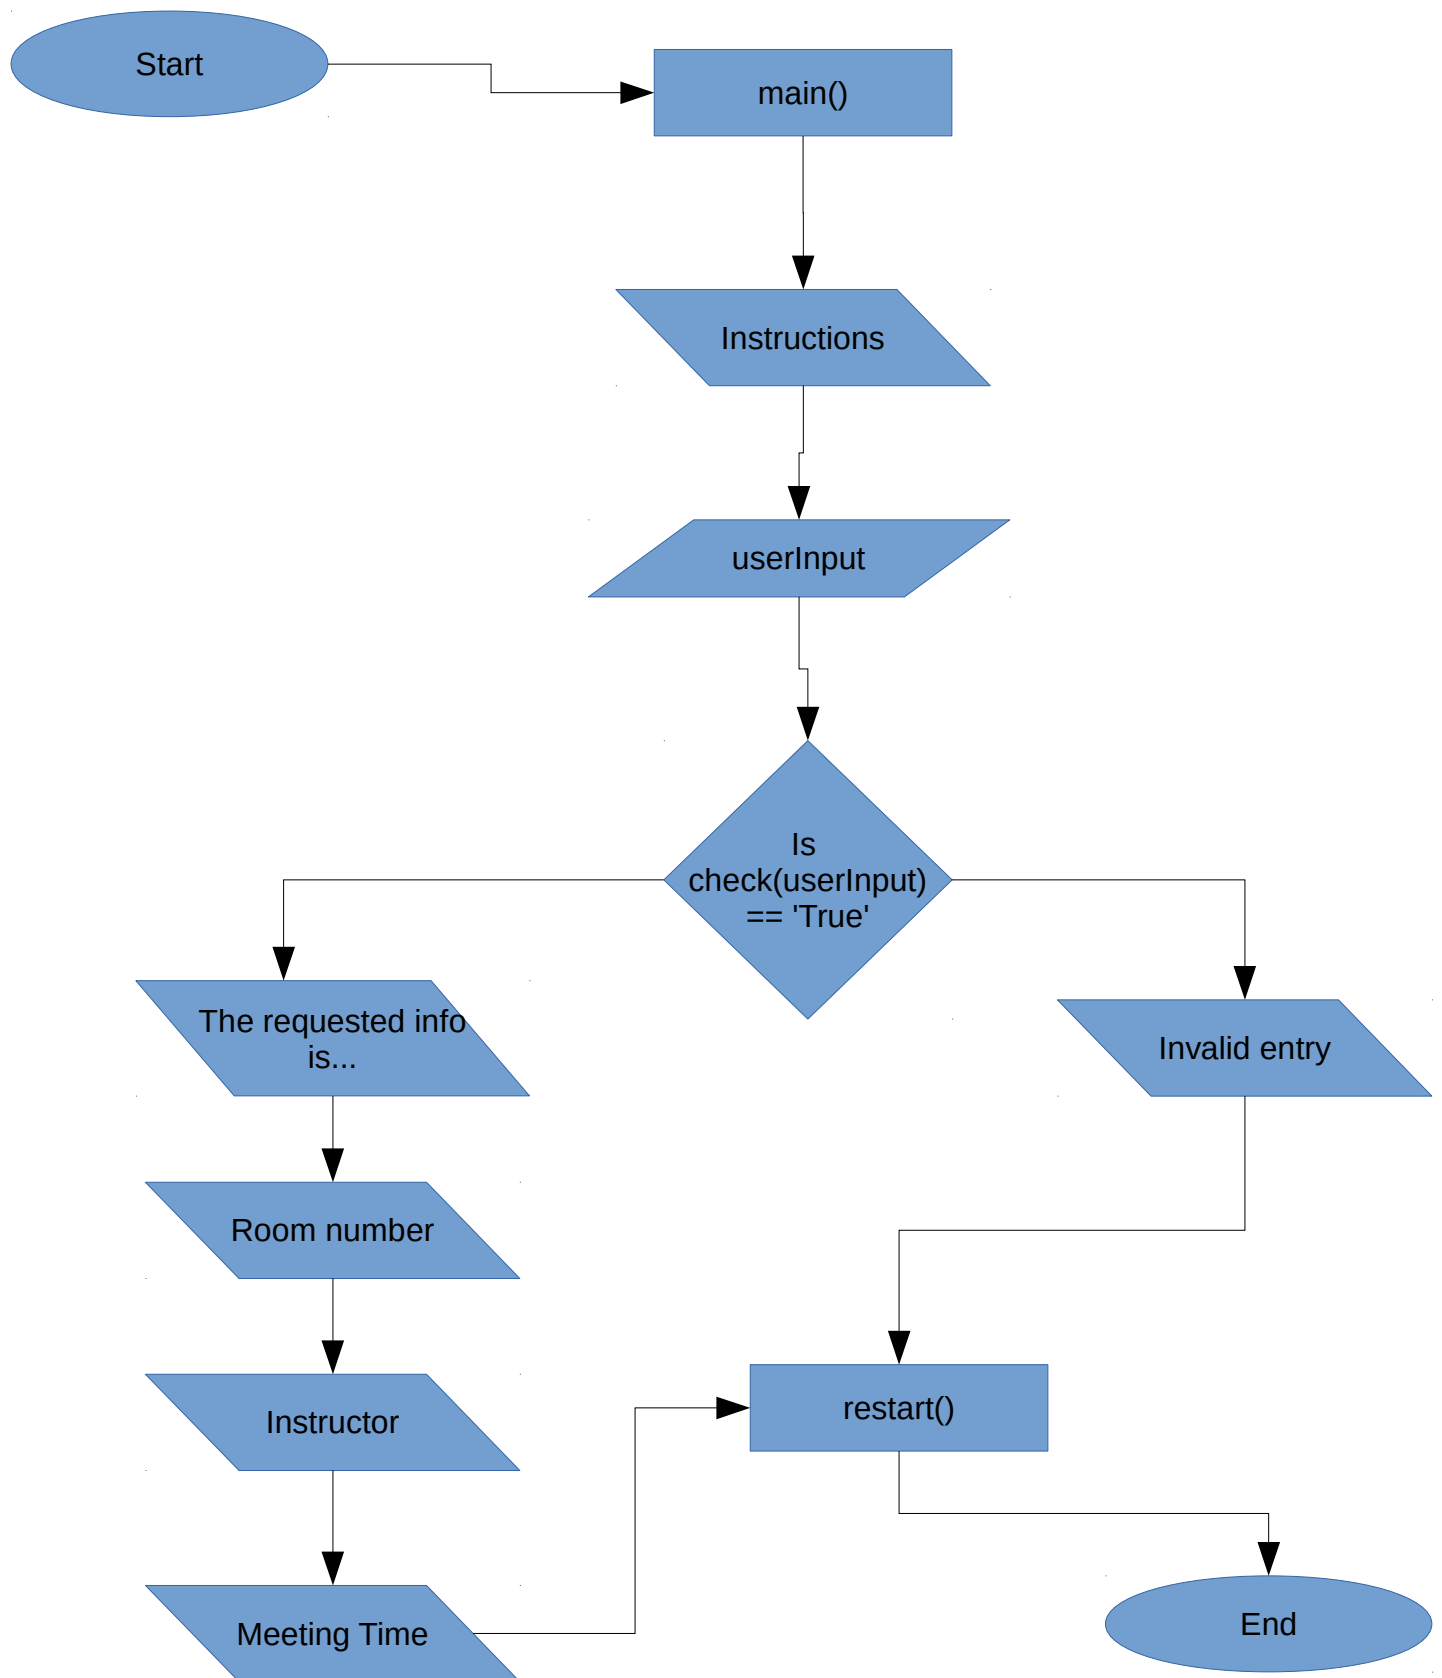 Start
main()
Instructions
userInput
Is
check(userInput)
== 'True'
The requested info
is...
Invalid entry
Room number
Instructor
restart()
Meeting Time
End